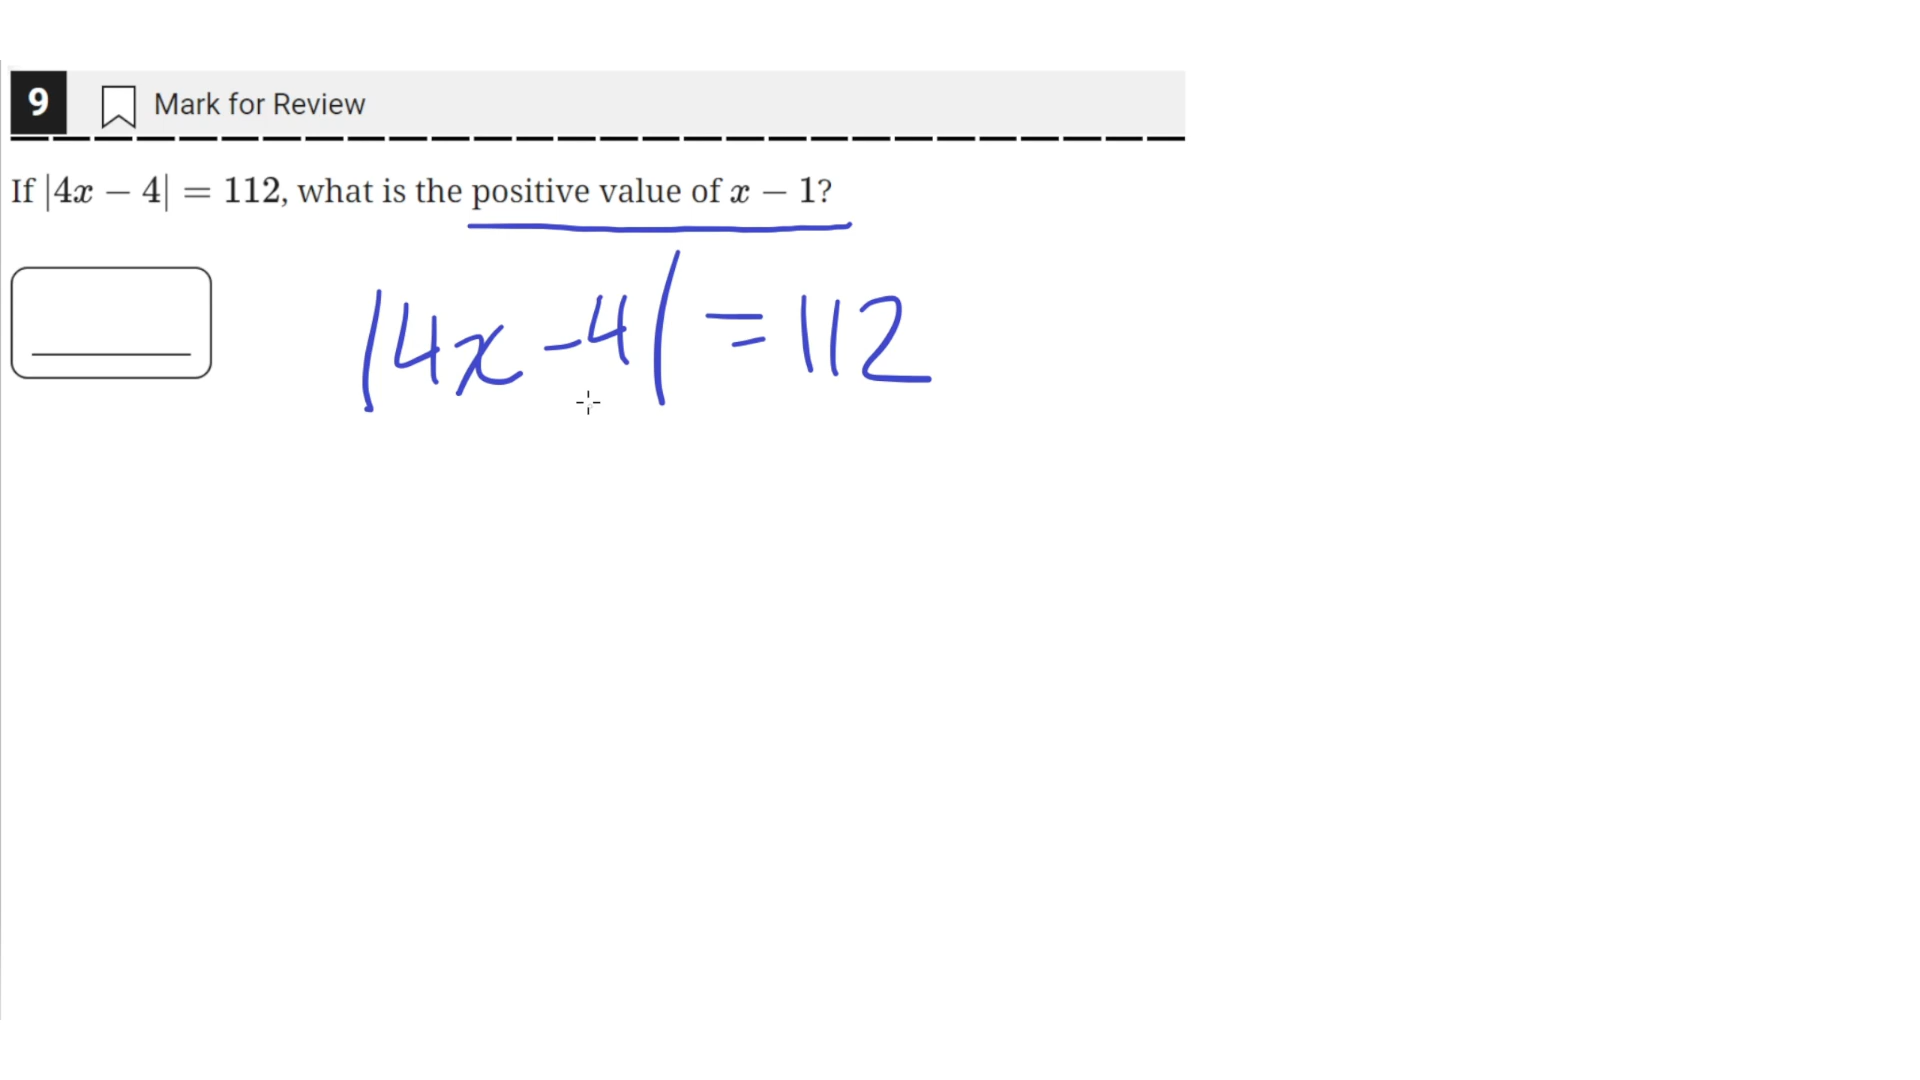 9 Mark for Review
If |4x − 4| = 112, what is the positive value of x − 1?
|4x - 4| = 112